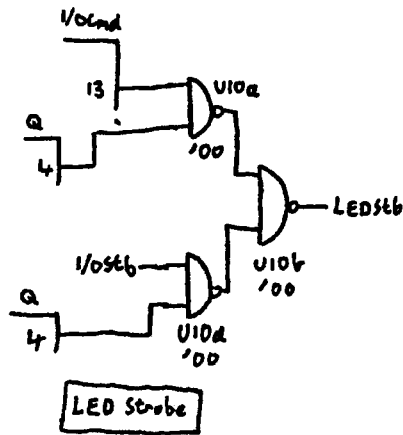 I/OCmd
13
U10a
Q
'00
4
LEDStb
I/OStb
U10b
'00
Q
4
U10d
'00
LED Strobe